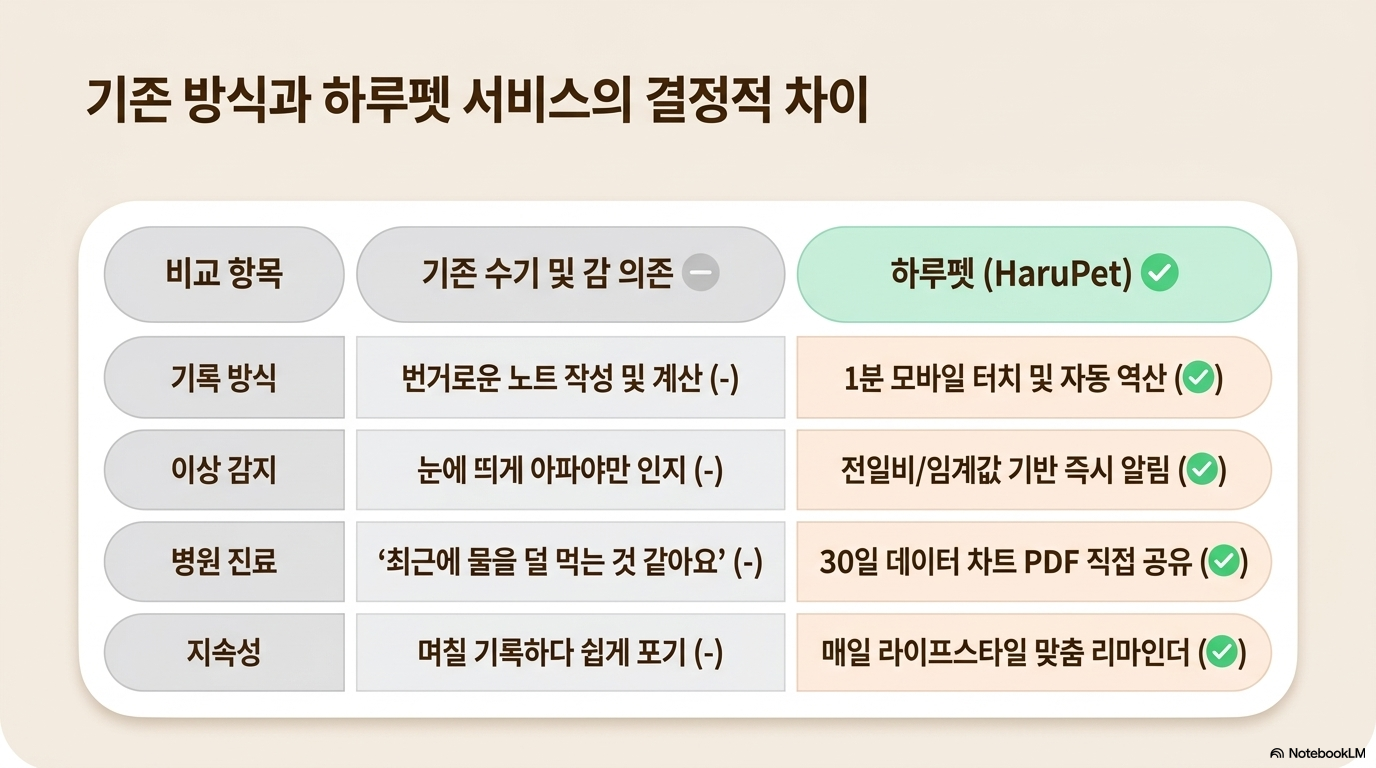 기존 방식과 하루펫 서비스의 결정적 차이
비교 항목
기존 수기 및 감 의존
하루펫 (HaruPet)
기록 방식
번거로운 노트 작성 및 계산 (-)
1분 모바일 터치 및 자동 역산 (✓)
이상 감지
눈에 띄게 아파야만 인지 (-)
전일비/임계값 기반 즉시 알림 (✓)
병원 진료
‘최근에 물을 덜 먹는 것 같아요’ (-)
30일 데이터 차트 PDF 직접 공유 (✓)
지속성
며칠 기록하다 쉽게 포기 (-)
매일 라이프스타일 맞춤 리마인더 (✓)
NotebookLM